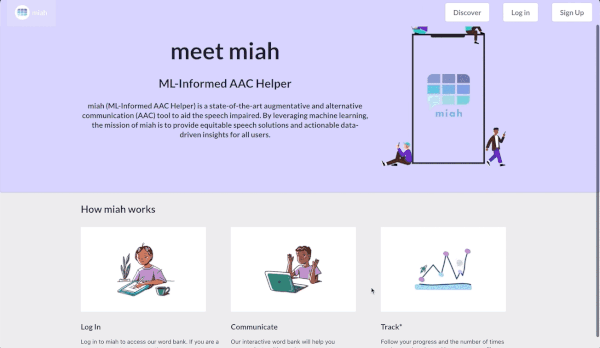 miah
Discover
Log in
Sign Up
meet miah
ML-Informed AAC Helper
miah (ML-Informed AAC Helper) is a state-of-the-art augmentative and alternative
communication (AAC) tool to aid the speech impaired. By leveraging machine learning,
the mission of miah is to provide equitable speech solutions and actionable data-
driven insights for all users.
miah
How miah works
Log In
Communicate
Track*
Log in to miah to access our word bank. If you are a
Our interactive word bank will help you
Follow your progress and the number of times